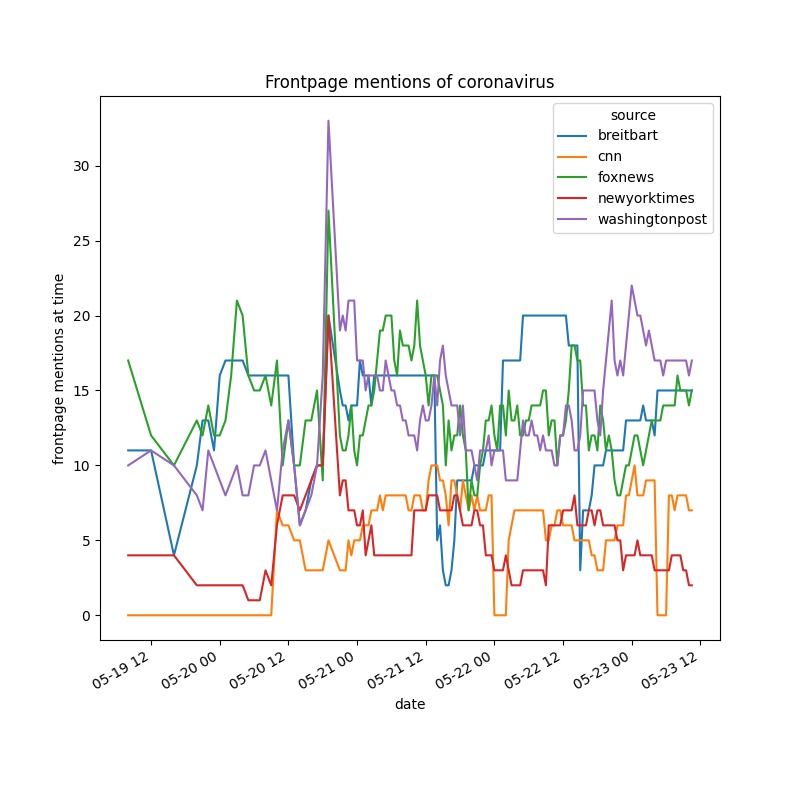 Frontpage mentions of coronavirus
source
breitbart
cnn
foxnews
newyorktimes
washingtonpost
frontpage mentions at time
30
25
20
15
10
5
0
05-19 12
05-20 00
05-20 12
05-21 00
05-21 12
05-22 00
05-22 12
05-23 00
05-23 12
date